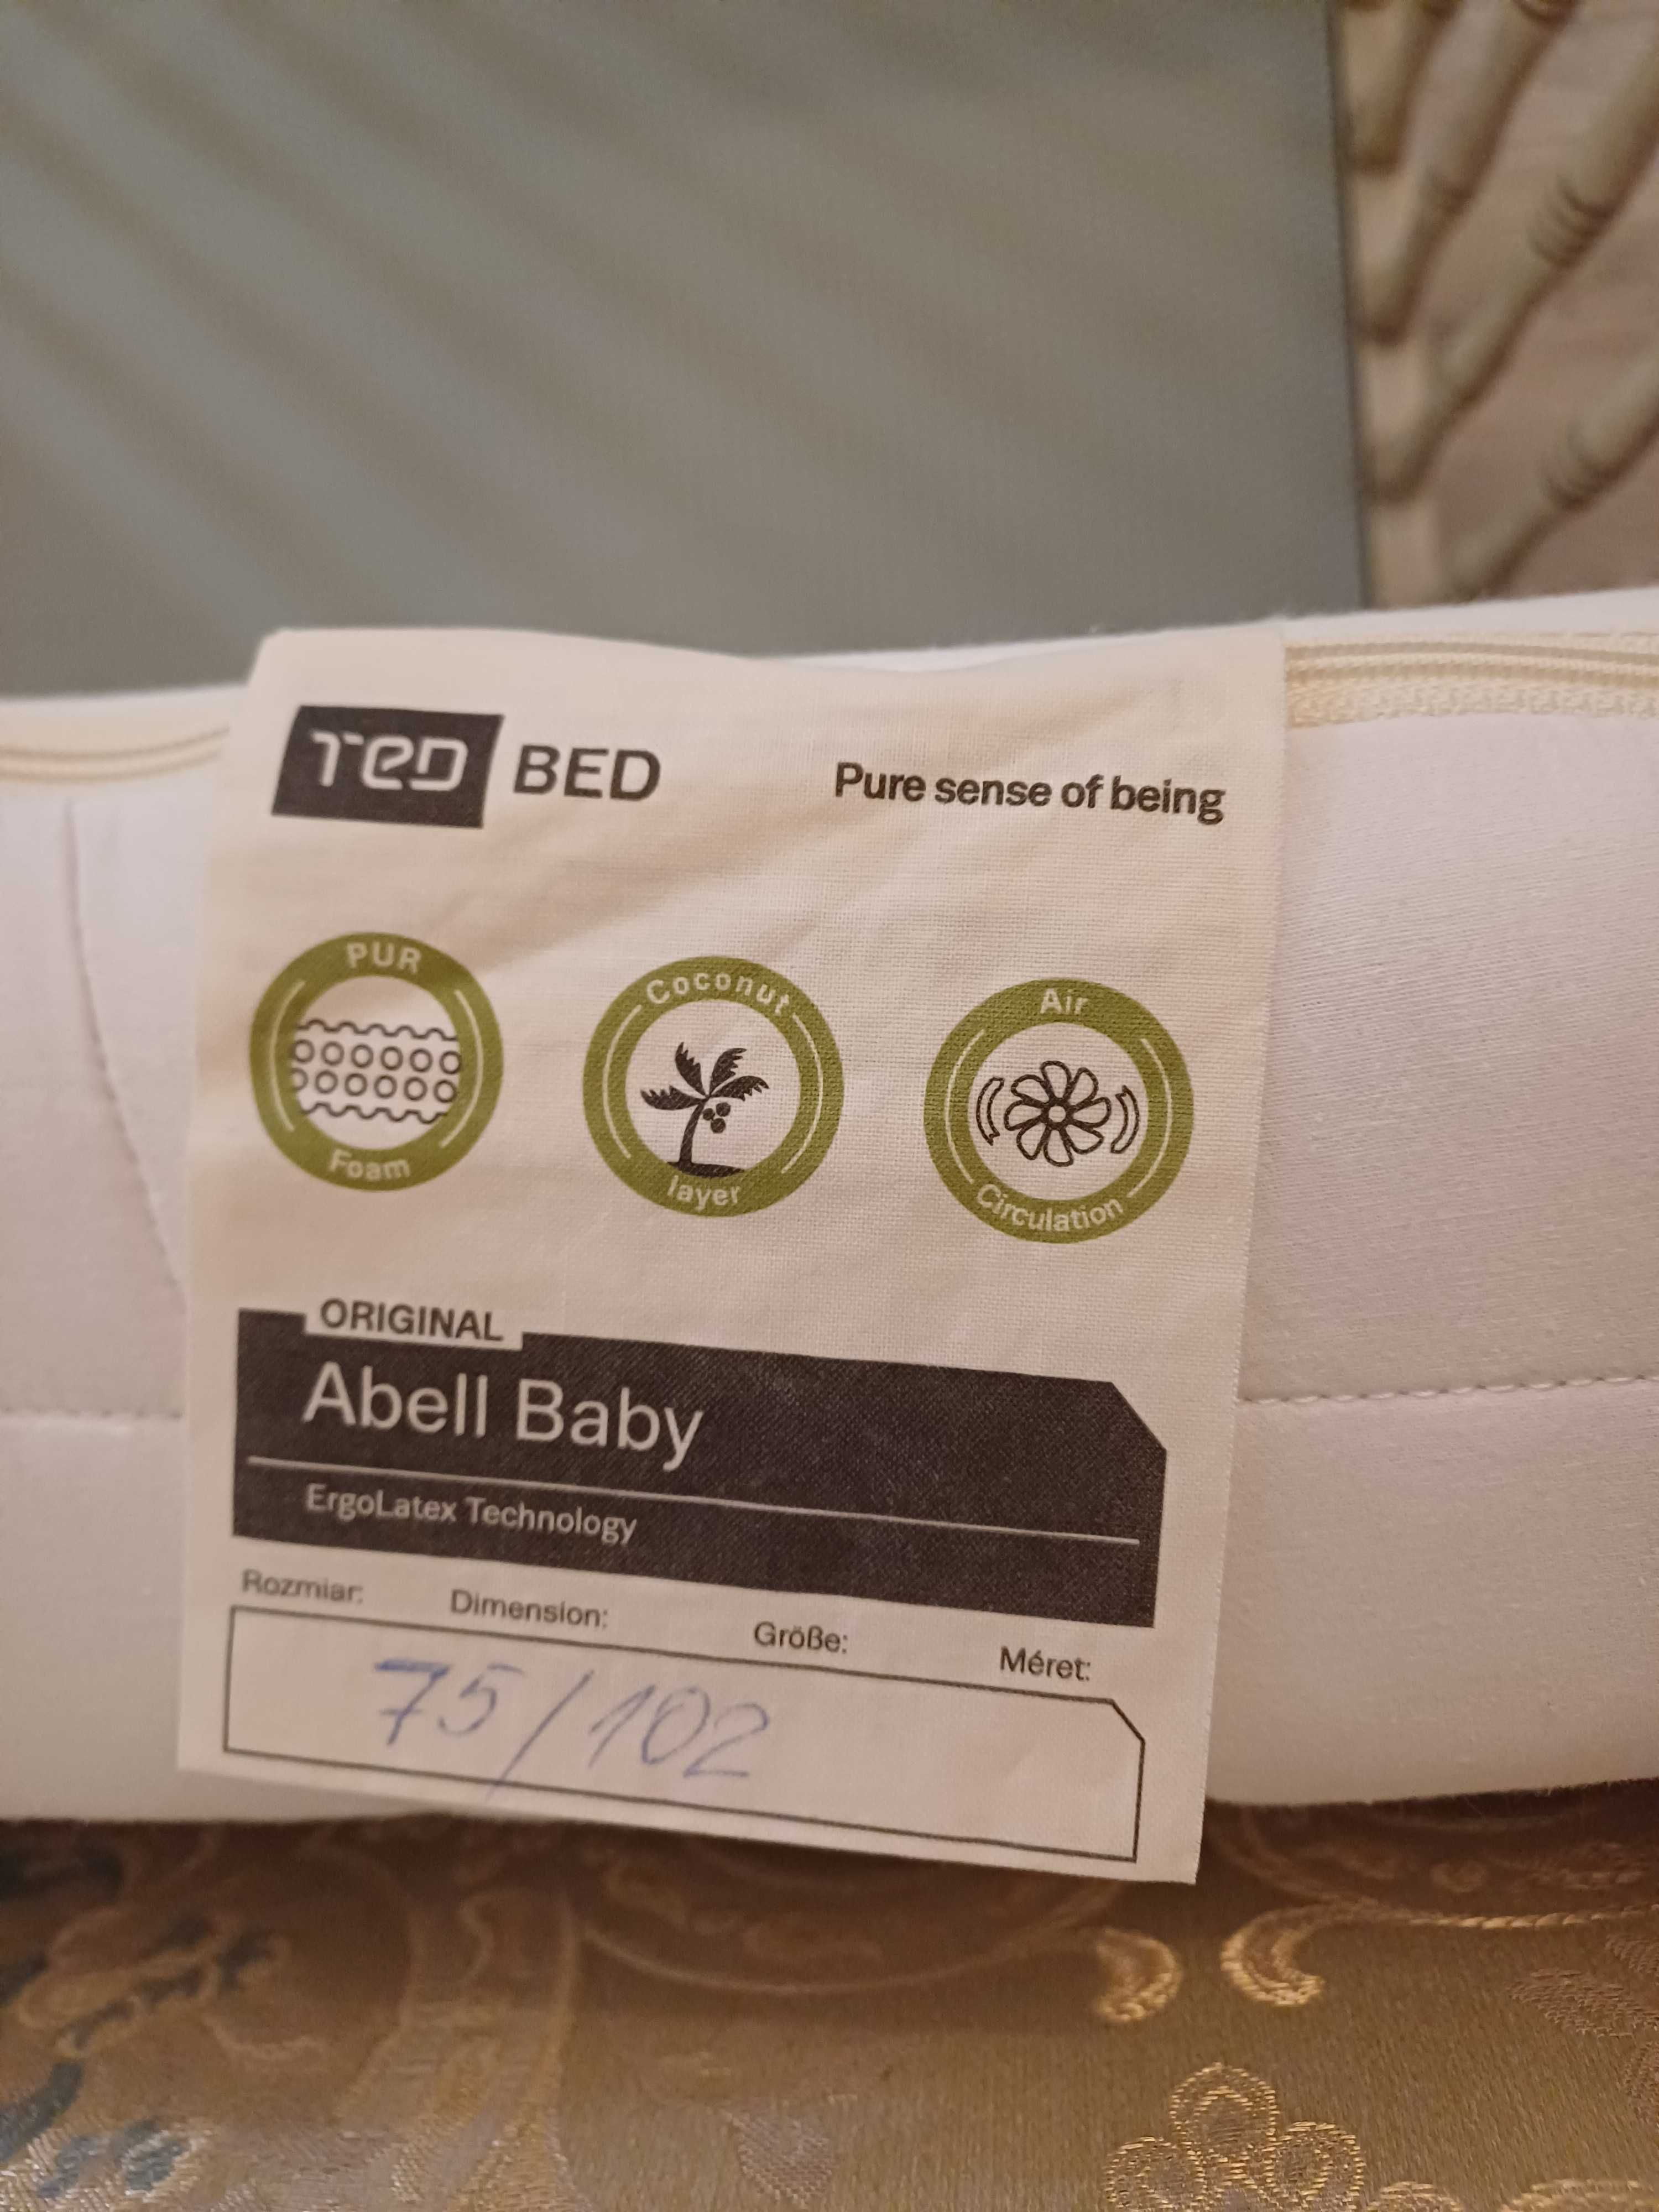 TED BED Pure sense of being
PUR Foam
Coconut layer
Air Circulation
ORIGINAL
Abell Baby
ErgoLatex Technology
Rozmiar: Dimension: Größe: Méret:
75/102